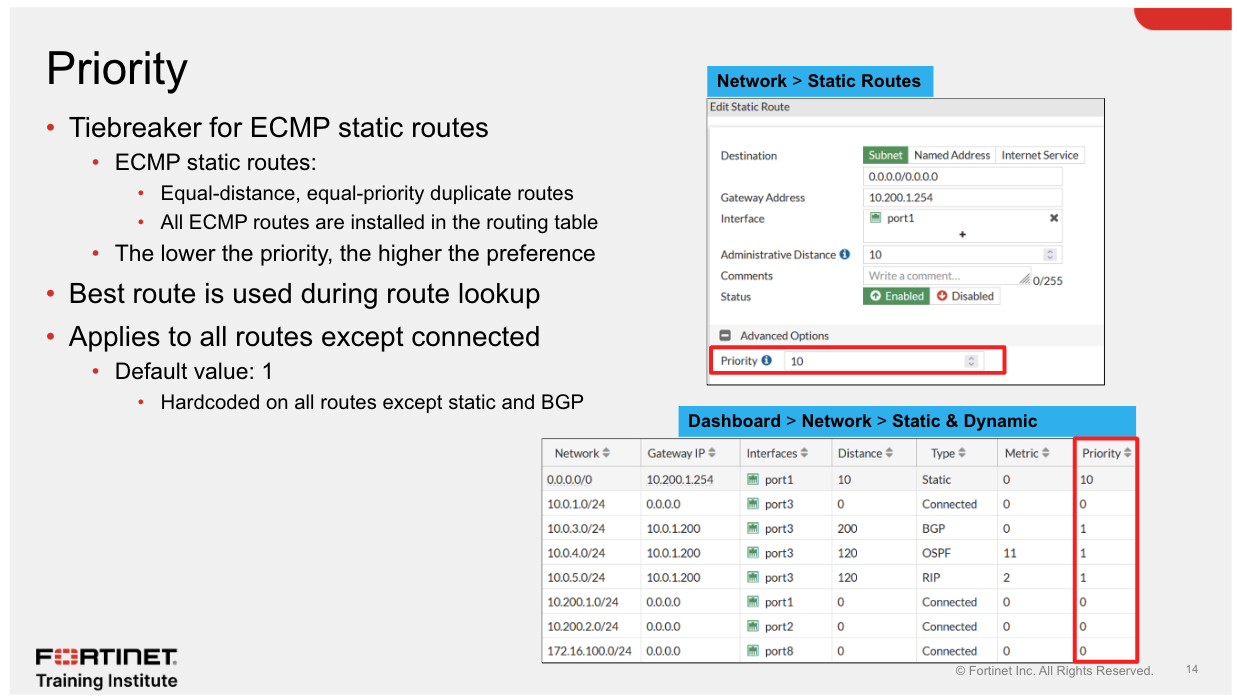 Priority
• Tiebreaker for ECMP static routes
• ECMP static routes:
• Equal-distance, equal-priority duplicate routes
• All ECMP routes are installed in the routing table
• The lower the priority, the higher the preference
• Best route is used during route lookup
• Applies to all routes except connected
• Default value: 1
• Hardcoded on all routes except static and BGP
Network > Static Routes
Edit Static Route
Destination Subnet Named Address Internet Service
0.0.0.0/0.0.0.0
Gateway Address 10.200.1.254
Interface port1
+
Administrative Distance 10
Comments Write a comment... 0/255
Status Enabled Disabled
Advanced Options
Priority 10
Dashboard > Network > Static & Dynamic
Network Gateway IP Interfaces Distance Type Metric Priority
0.0.0.0/0 10.200.1.254 port1 10 Static 0 10
10.0.1.0/24 0.0.0.0 port3 0 Connected 0 0
10.0.3.0/24 10.0.1.200 port3 200 BGP 0 1
10.0.4.0/24 10.0.1.200 port3 120 OSPF 11 1
10.0.5.0/24 10.0.1.200 port3 120 RIP 2 1
10.200.1.0/24 0.0.0.0 port1 0 Connected 0 0
10.200.2.0/24 0.0.0.0 port2 0 Connected 0 0
172.16.100.0/24 0.0.0.0 port8 0 Connected 0 0
FORTINET
Training Institute
© Fortinet Inc. All Rights Reserved. 14